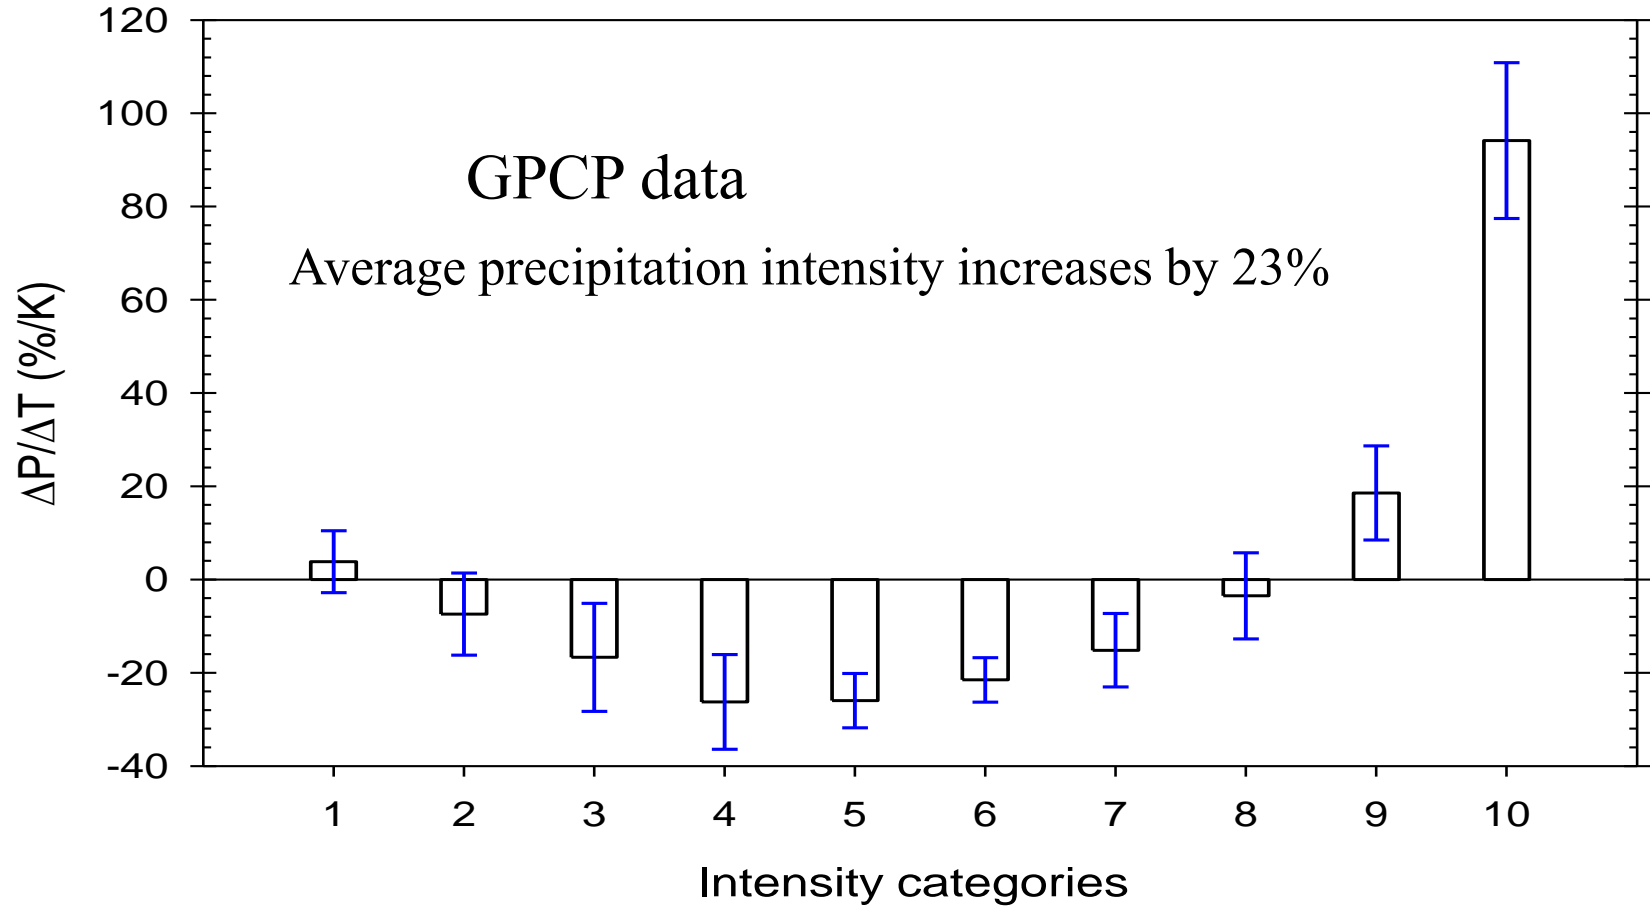 120
100
80
60
40
20
0
-20
-40
GPCP data
Average precipitation intensity increases by 23%
ΔP/ΔT (%/K)
1 2 3 4 5 6 7 8 9 10
Intensity categories